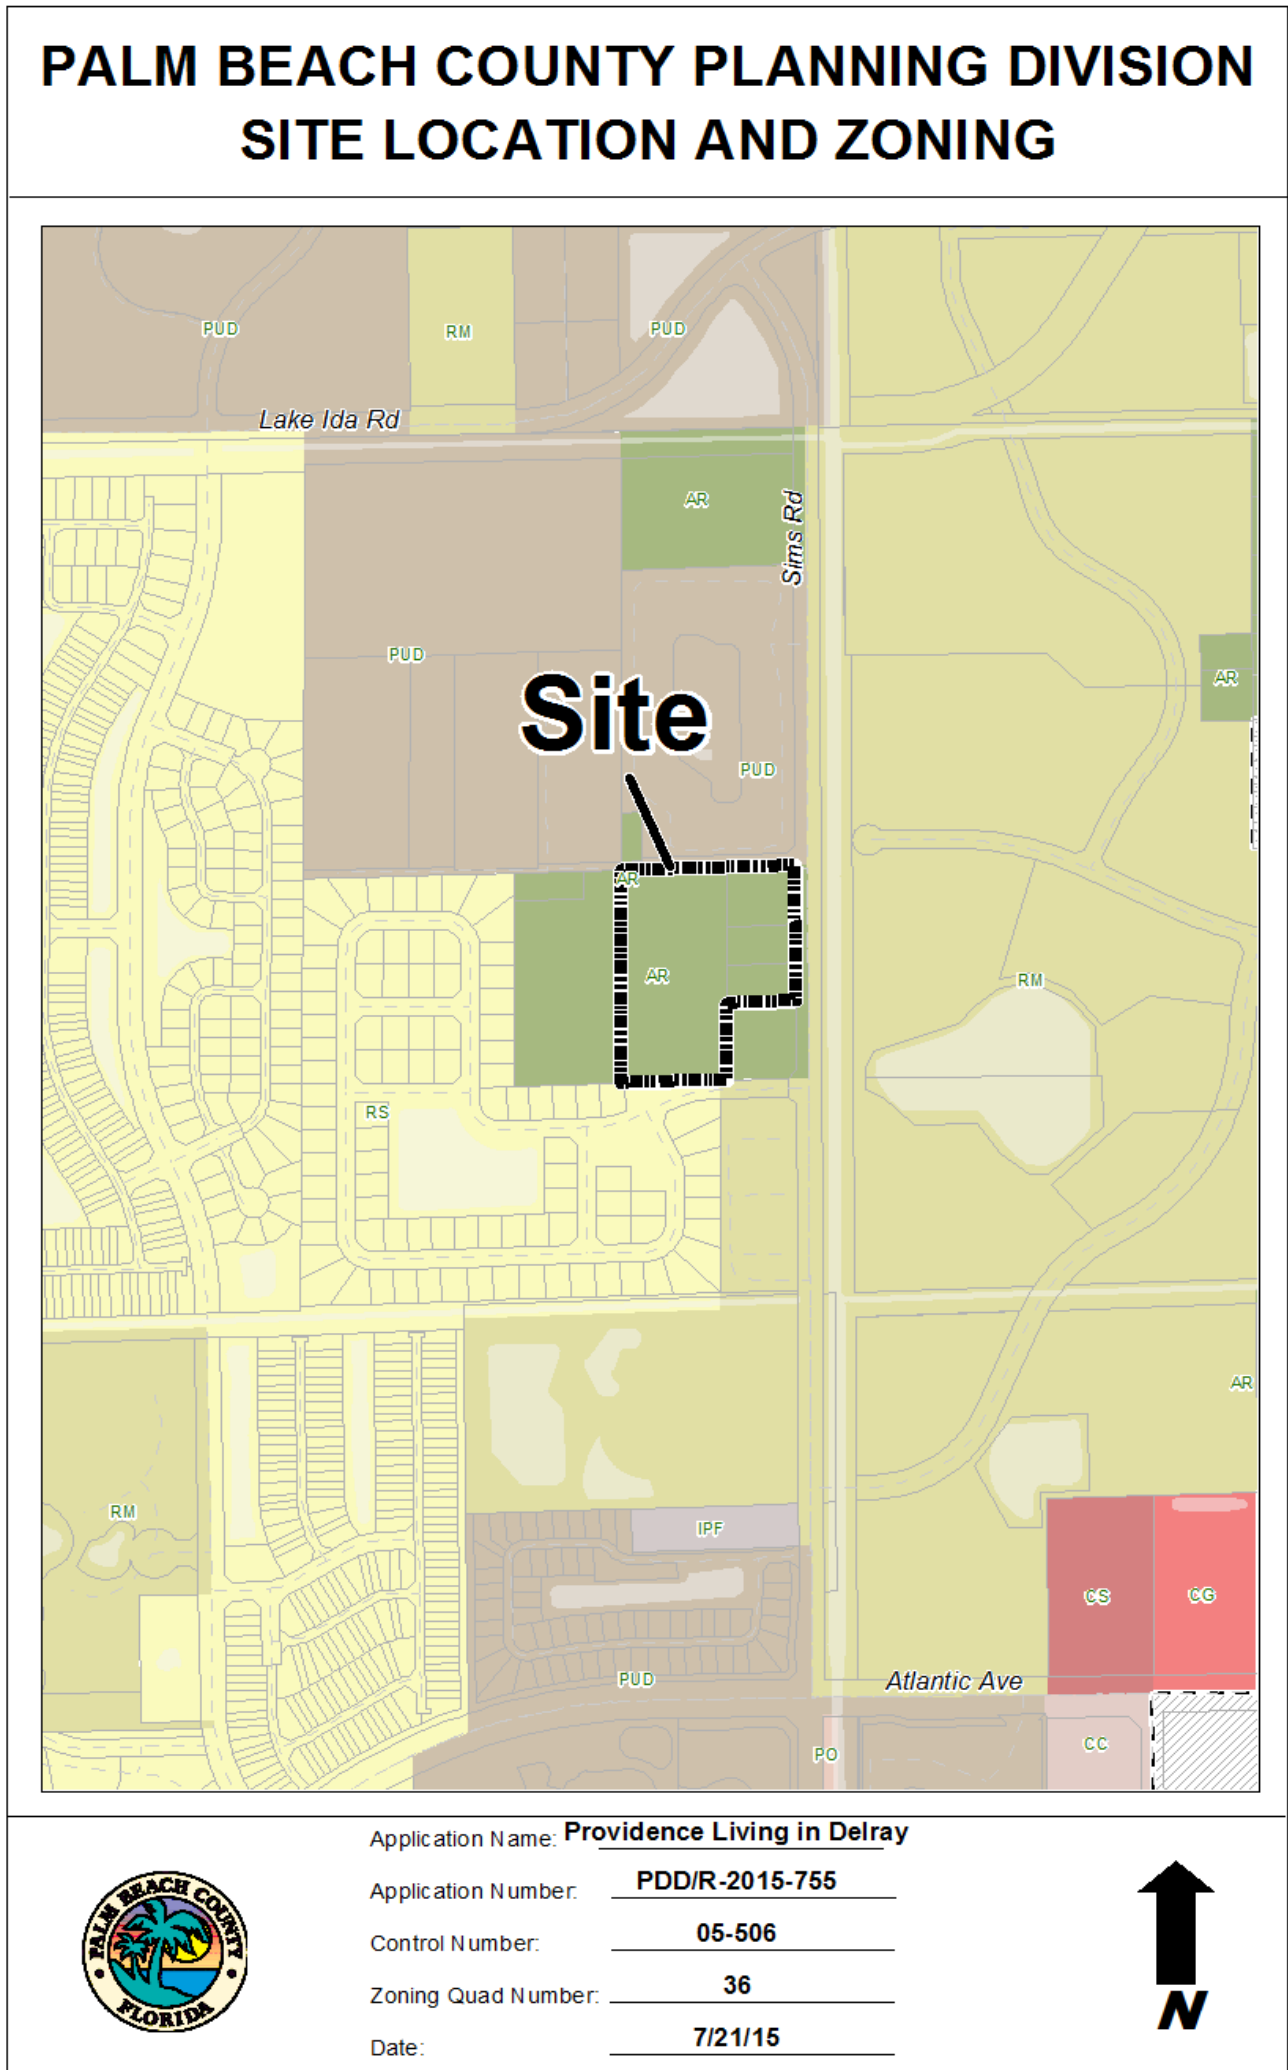 PALM BEACH COUNTY PLANNING DIVISION
SITE LOCATION AND ZONING
PUD
RM
PUD
Lake Ida Rd
AR
Sims Rd
PUD
AR
Site
PUD
AR
AR
RM
RS
AR
RM
IPF
CS
CG
PUD
Atlantic Ave
PO
CC
Application Name: Providence Living in Delray
Application Number: PDD/R-2015-755
Control Number: 05-506
Zoning Quad Number: 36
Date: 7/21/15
PALM BEACH COUNTY
FLORIDA
N